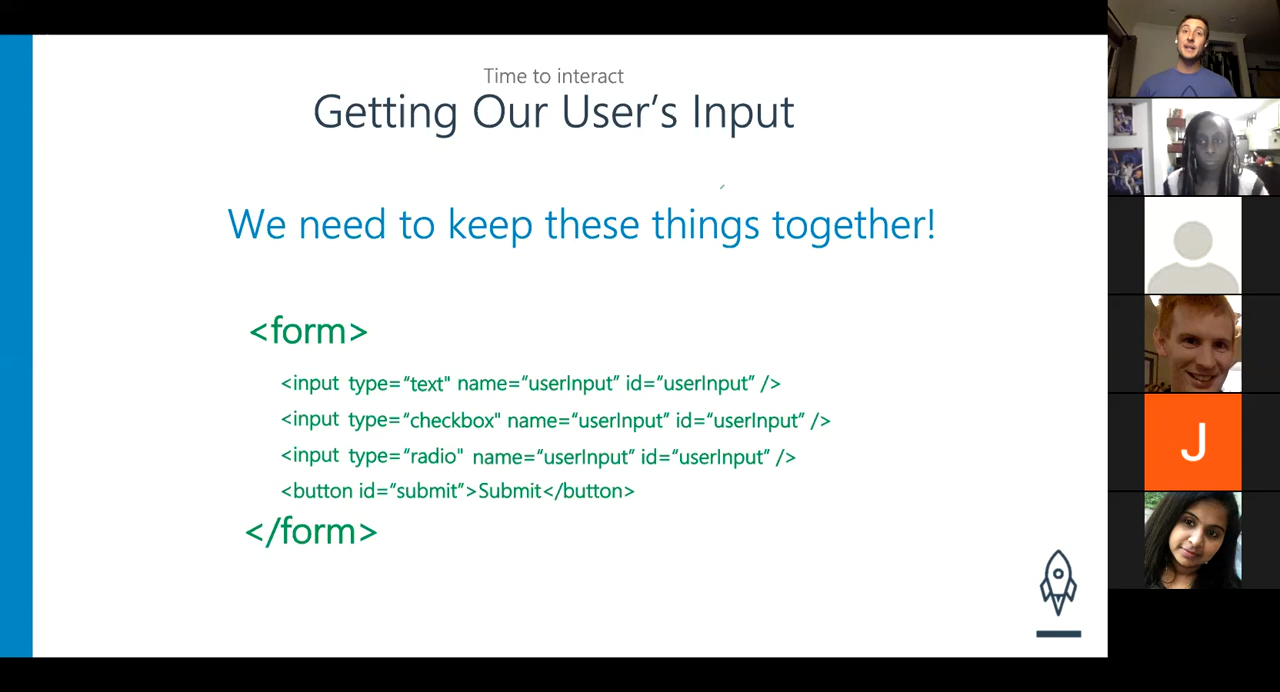 Time to interact
Getting Our User’s Input
We need to keep these things together!
<form>
<input type=“text" name=“userInput” id=“userInput” />
<input type=“checkbox" name=“userInput” id=“userInput” />
<input type=“radio" name=“userInput” id=“userInput” />
<button id=“submit”>Submit</button>
</form>
J